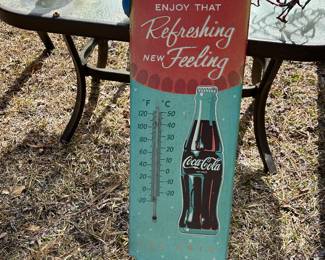 ENJOY THAT
Refreshing
NEW Feeling
°F °C
120 50
100 40
80 30
60 20
40 10
20 0
0 -10
-20 -20
Coca-Cola